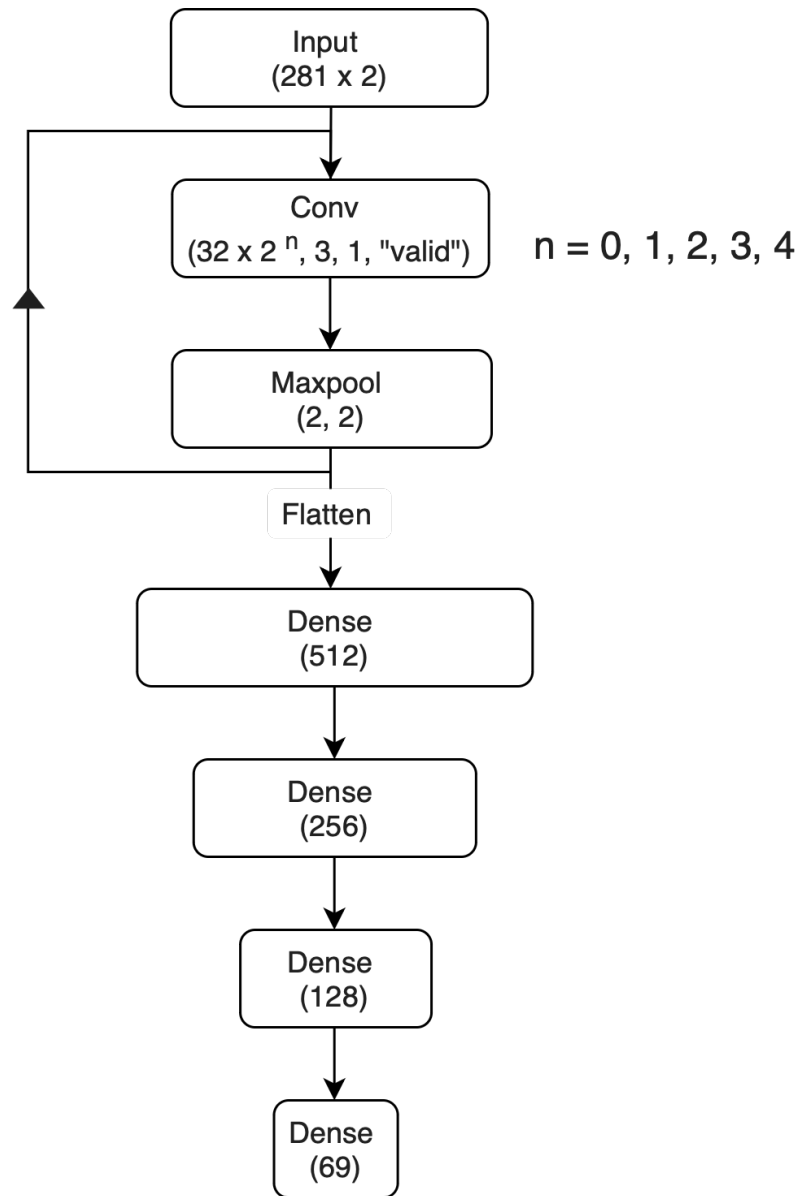 Input
(281 x 2)
Conv
(32 x 2 ⁿ, 3, 1, "valid")
n = 0, 1, 2, 3, 4
Maxpool
(2, 2)
Flatten
Dense
(512)
Dense
(256)
Dense
(128)
Dense
(69)